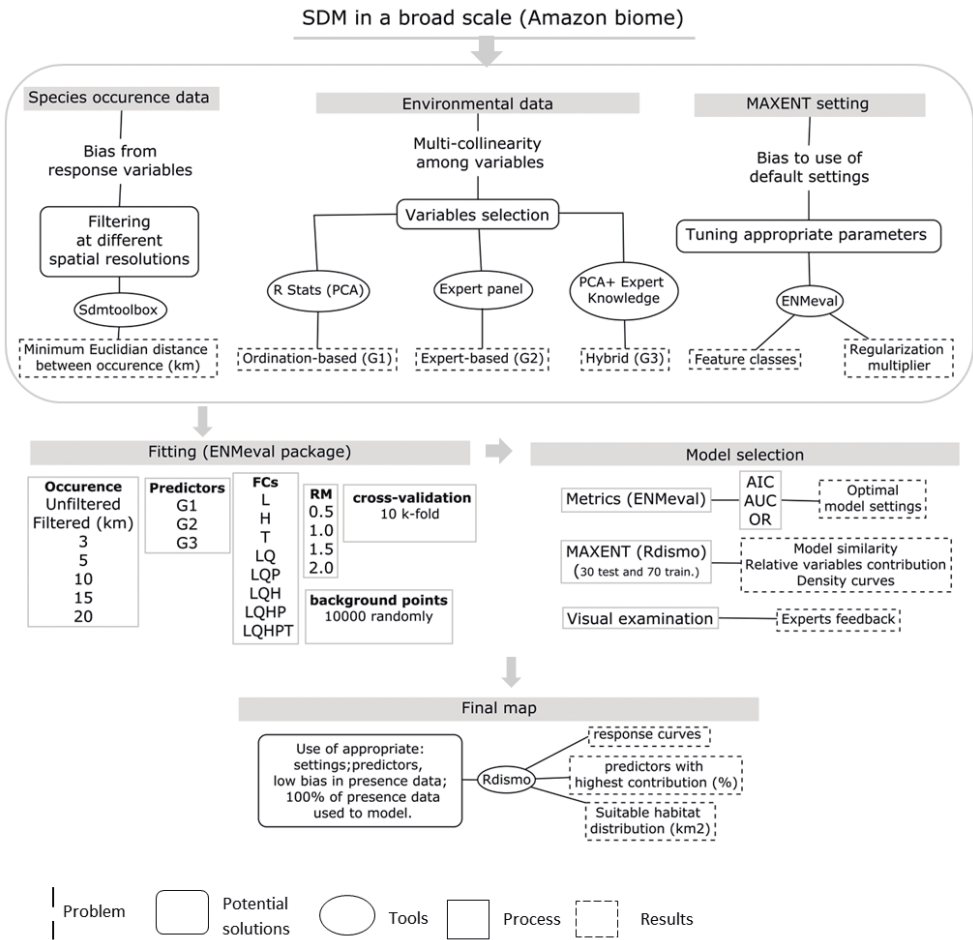 SDM in a broad scale (Amazon biome)
Species occurence data
Bias from
response variables
Filtering
at different
spatial resolutions
Sdmtoolbox
Minimum Euclidian distance
between occurence (km)
Environmental data
Multi-collinearity
among variables
Variables selection
R Stats (PCA)
Expert panel
PCA+ Expert
Knowledge
Ordination-based (G1)
Expert-based (G2)
Hybrid (G3)
MAXENT setting
Bias to use of
default settings
Tuning appropriate parameters
ENMeval
Feature classes
Regularization
multiplier
Fitting (ENMeval package)
Occurence
Unfiltered
Filtered (km)
3
5
10
15
20
Predictors
G1
G2
G3
FCs
L
H
T
LQ
LQP
LQH
LQHP
LQHPT
RM
0.5
1.0
1.5
2.0
cross-validation
10 k-fold
background points
10000 randomly
Model selection
Metrics (ENMeval)
AIC
AUC
OR
Optimal
model settings
MAXENT (Rdismo)
(30 test and 70 train.)
Model similarity
Relative variables contribution
Density curves
Visual examination
Experts feedback
Final map
Use of appropriate:
settings;predictors,
low bias in presence data;
100% of presence data
used to model.
Rdismo
response curves
predictors with
highest contribution (%)
Suitable habitat
distribution (km2)
Problem
Potential
solutions
Tools
Process
Results